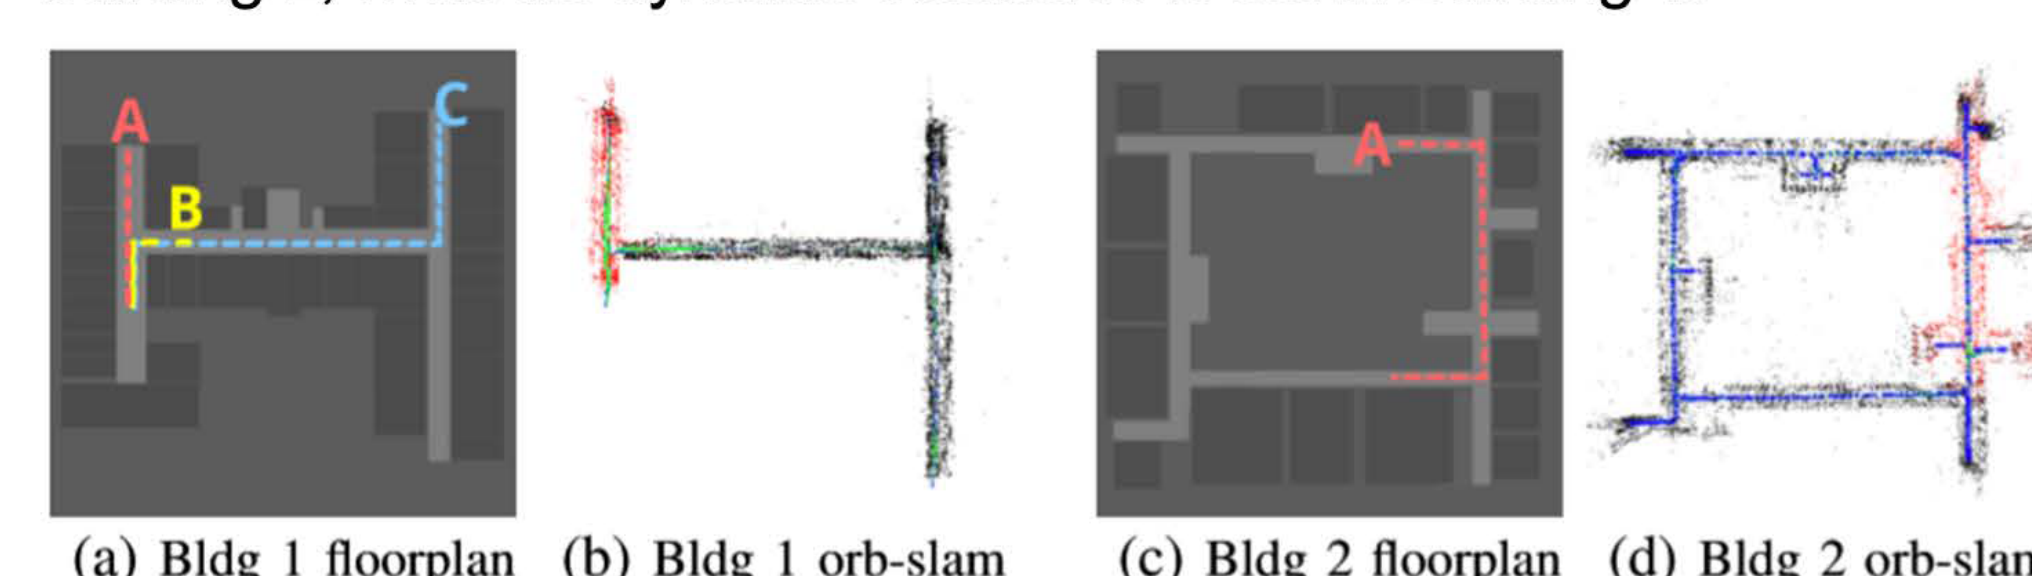 A
B
C
A
(a) Bldg 1 floorplan
(b) Bldg 1 orb-slam
(c) Bldg 2 floorplan
(d) Bldg 2 orb-slam